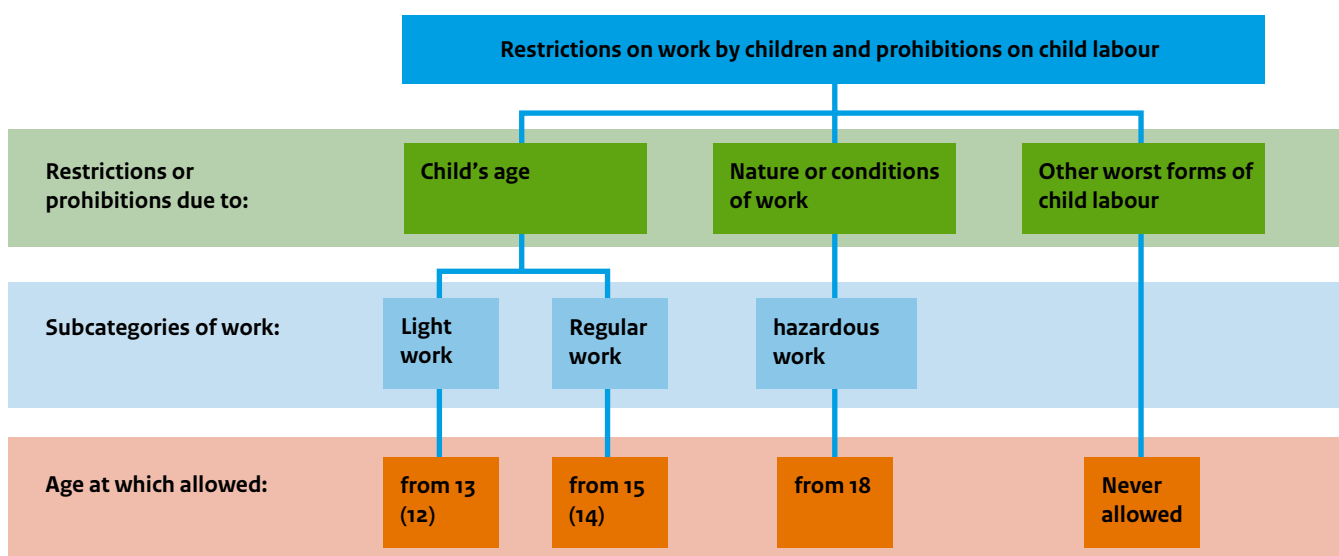 Restrictions on work by children and prohibitions on child labour
Restrictions or
prohibitions due to:
Child's age
Nature or conditions
of work
Other worst forms of
child labour
Subcategories of work:
Light
work
Regular
work
hazardous
work
Age at which allowed:
from 13
(12)
from 15
(14)
from 18
Never
allowed